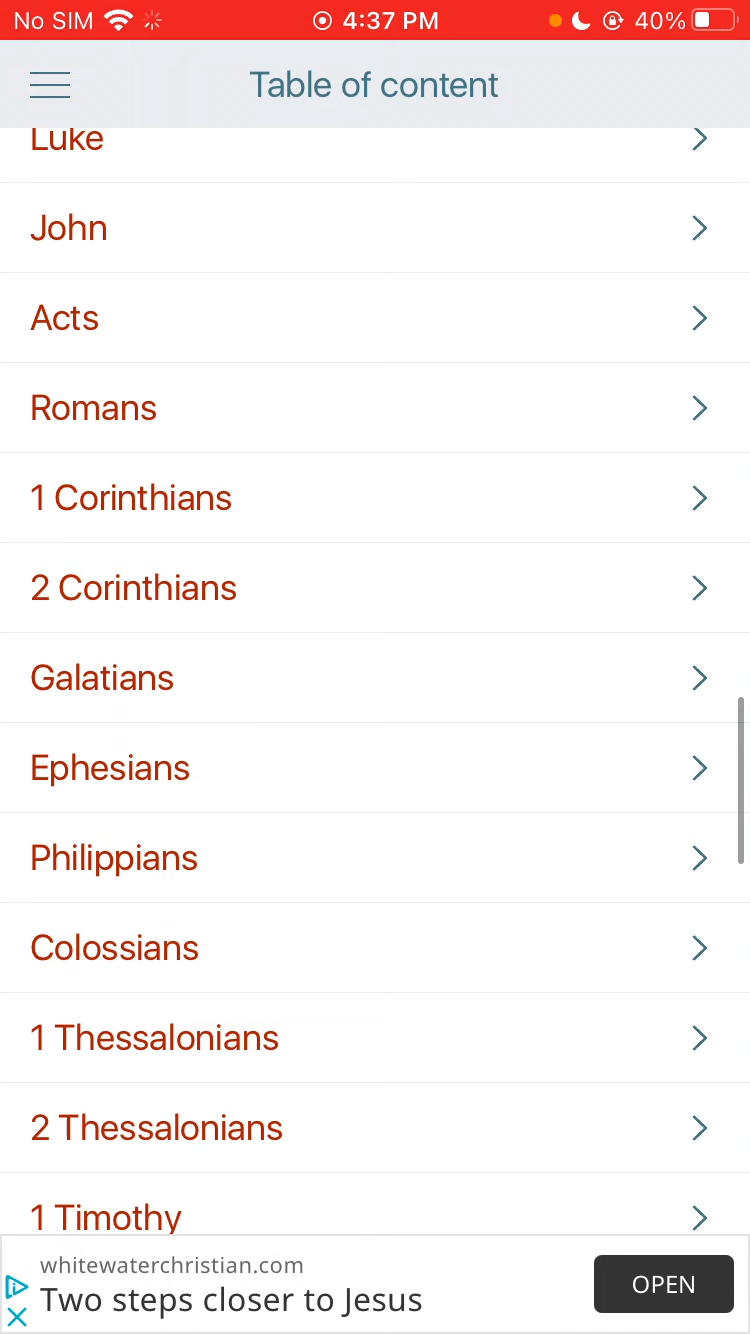 No SIM 4:37 PM 40%
Table of content
Luke
John
Acts
Romans
1 Corinthians
2 Corinthians
Galatians
Ephesians
Philippians
Colossians
1 Thessalonians
2 Thessalonians
1 Timothy
whitewaterchristian.com
Two steps closer to Jesus
OPEN